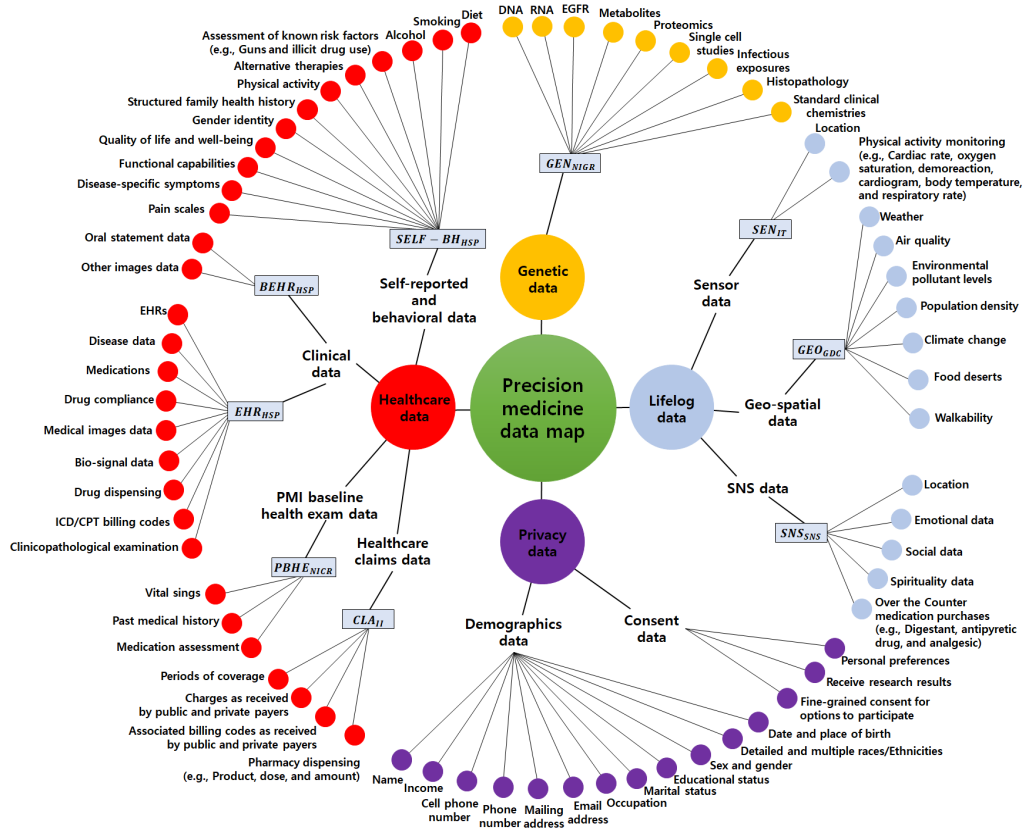 Precision
medicine
data map
Genetic
data
GEN_NIGR
DNA
RNA
EGFR
Metabolites
Proteomics
Single cell
studies
Infectious
exposures
Histopathology
Standard clinical
chemistries
Lifelog
data
Sensor
data
SEN_IT
Location
Physical activity monitoring
(e.g., Cardiac rate, oxygen
saturation, demoreaction,
cardiogram, body temperature,
and respiratory rate)
Geo-spatial
data
GEO_GDC
Weather
Air quality
Environmental
pollutant levels
Population density
Climate change
Food deserts
Walkability
SNS data
SNS_SNS
Location
Emotional data
Social data
Spirituality data
Over the Counter
medication purchases
(e.g., Digestant, antipyretic
drug, and analgesic)
Privacy
data
Consent
data
Personal preferences
Receive research results
Fine-grained consent for
options to participate
Demographics
data
Date and place of birth
Detailed and multiple races/Ethnicities
Sex and gender
Educational status
Marital status
Occupation
Email
address
Mailing
address
Phone
number
Cell phone
number
Income
Name
Healthcare
data
Self-reported
and
behavioral data
SELF − BH_HSP
Diet
Smoking
Alcohol
Assessment of known risk factors
(e.g., Guns and illicit drug use)
Alternative therapies
Physical activity
Structured family health history
Gender identity
Quality of life and well-being
Functional capabilities
Disease-specific symptoms
Pain scales
Clinical
data
BEHR_HSP
Oral statement data
Other images data
EHR_HSP
EHRs
Disease data
Medications
Drug compliance
Medical images data
Bio-signal data
Drug dispensing
ICD/CPT billing codes
Clinicopathological examination
PMI baseline
health exam data
PBHE_NICR
Vital sings
Past medical history
Medication assessment
Healthcare
claims data
CLA_II
Periods of coverage
Charges as received
by public and private payers
Associated billing codes as received
by public and private payers
Pharmacy dispensing
(e.g., Product, dose, and amount)